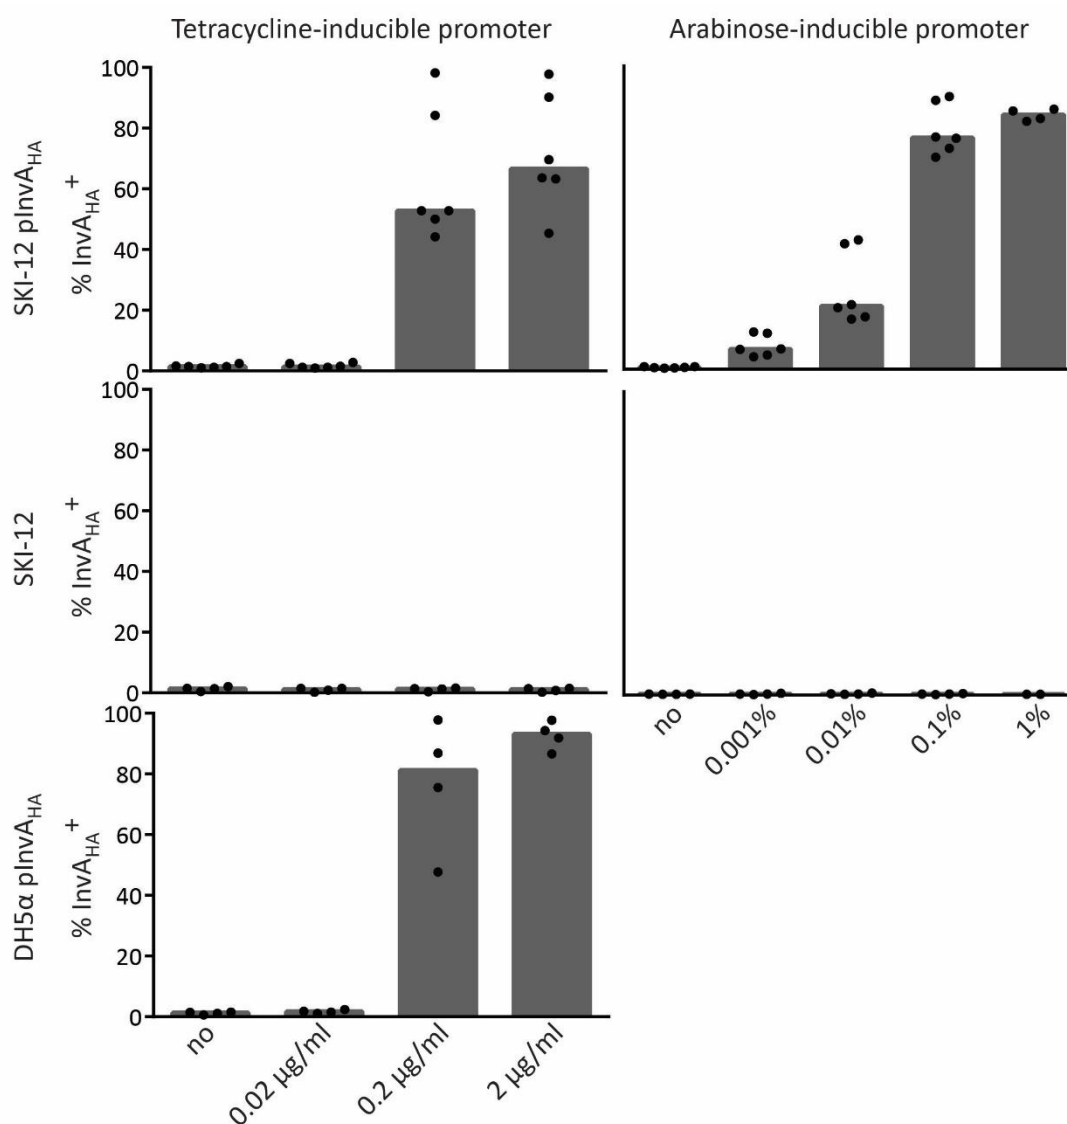 Tetracycline-inducible promoter
Arabinose-inducible promoter
SKI-12 pInvA_HA
% InvA_HA +
100
80
60
40
20
0
SKI-12
% InvA_HA +
100
80
60
40
20
0
no
0.001%
0.01%
0.1%
1%
DH5α pInvA_HA
% InvA_HA +
100
80
60
40
20
0
no
0.02 µg/ml
0.2 µg/ml
2 µg/ml